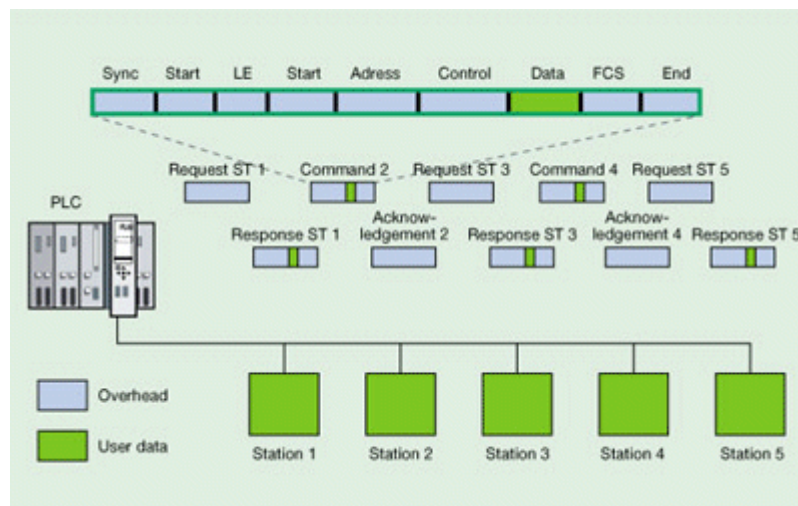 Sync Start LE Start Adress Control Data FCS End
Request ST 1 Command 2 Request ST 3 Command 4 Request ST 5
PLC
Response ST 1 Acknow-
ledgement 2 Response ST 3 Acknow-
ledgement 4 Response ST 5
Overhead
User data
Station 1 Station 2 Station 3 Station 4 Station 5